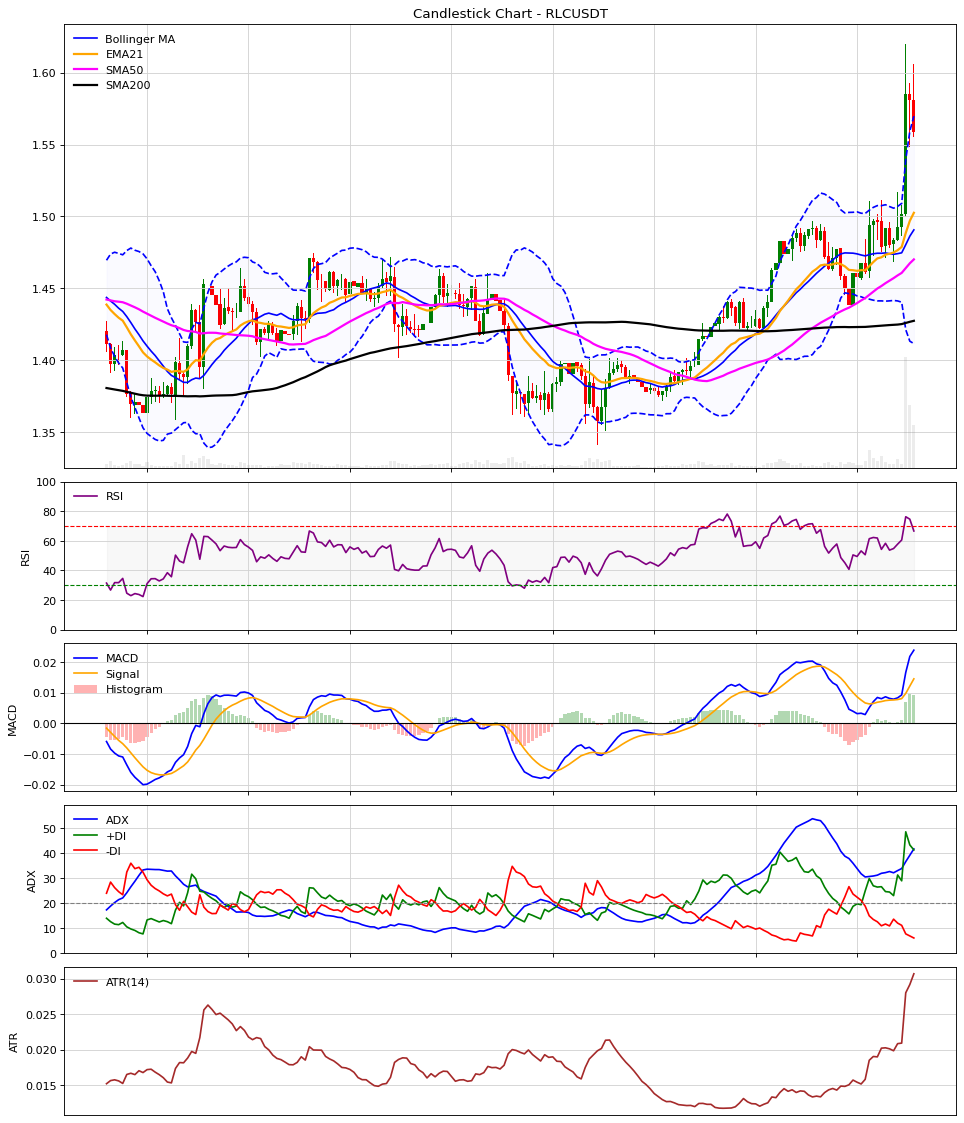 Candlestick Chart - RLCUSDT
Bollinger MA
EMA21
SMA50
SMA200
1.60
1.55
1.50
1.45
1.40
1.35
RSI
100
80
60
40
20
0
RSI
MACD
Signal
Histogram
0.02
0.01
0.00
−0.01
−0.02
MACD
ADX
+DI
-DI
50
40
30
20
10
0
ADX
ATR(14)
0.030
0.025
0.020
0.015
ATR